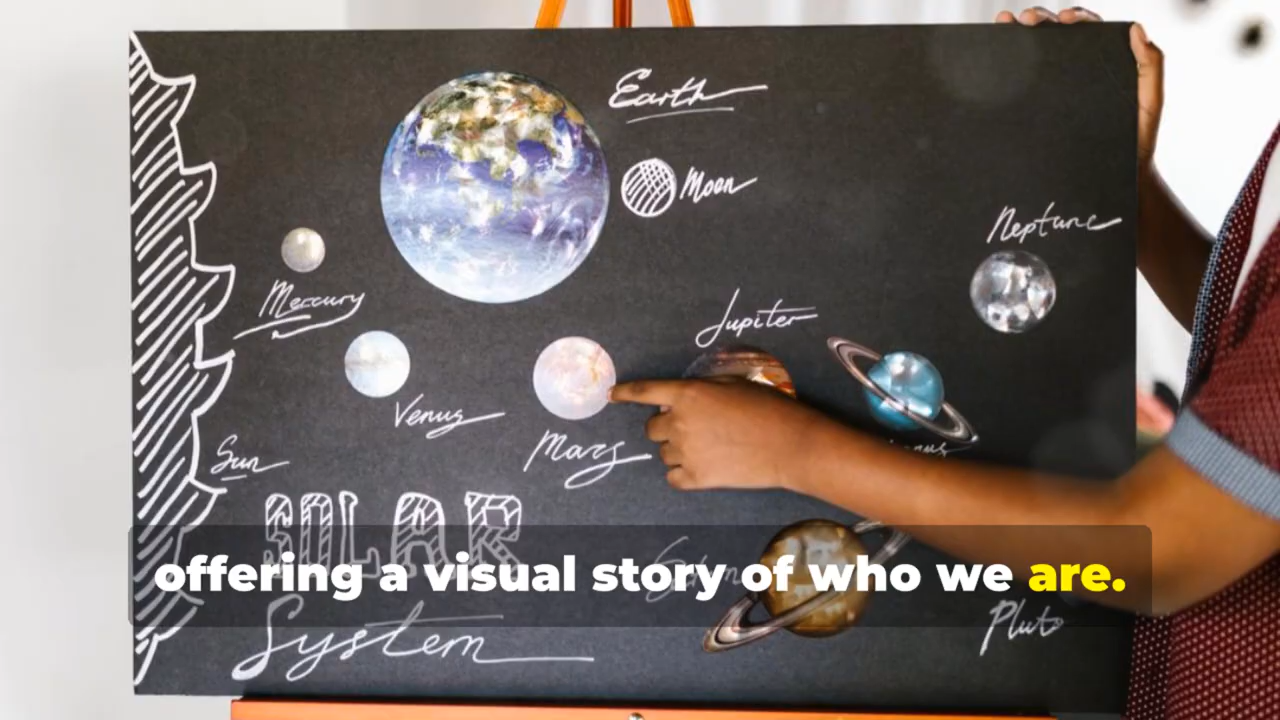 Earth
Moon
Neptune
Mercury
Jupiter
Venus
Mars
Sun
SOLAR
offering a visual story of who we are.
System
Pluto